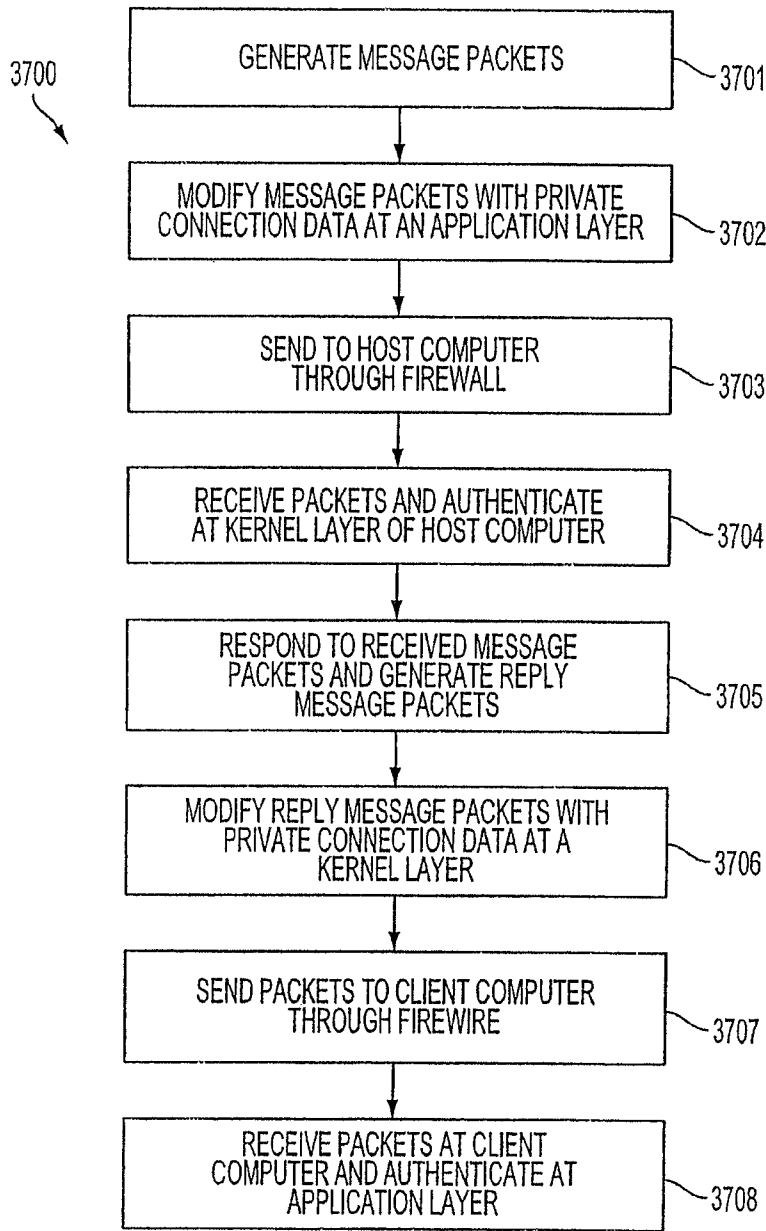 3700
GENERATE MESSAGE PACKETS
3701
MODIFY MESSAGE PACKETS WITH PRIVATE
CONNECTION DATA AT AN APPLICATION LAYER
3702
SEND TO HOST COMPUTER
THROUGH FIREWALL
3703
RECEIVE PACKETS AND AUTHENTICATE
AT KERNEL LAYER OF HOST COMPUTER
3704
RESPOND TO RECEIVED MESSAGE
PACKETS AND GENERATE REPLY
MESSAGE PACKETS
3705
MODIFY REPLY MESSAGE PACKETS WITH
PRIVATE CONNECTION DATA AT A
KERNEL LAYER
3706
SEND PACKETS TO CLIENT COMPUTER
THROUGH FIREWIRE
3707
RECEIVE PACKETS AT CLIENT
COMPUTER AND AUTHENTICATE AT
APPLICATION LAYER
3708